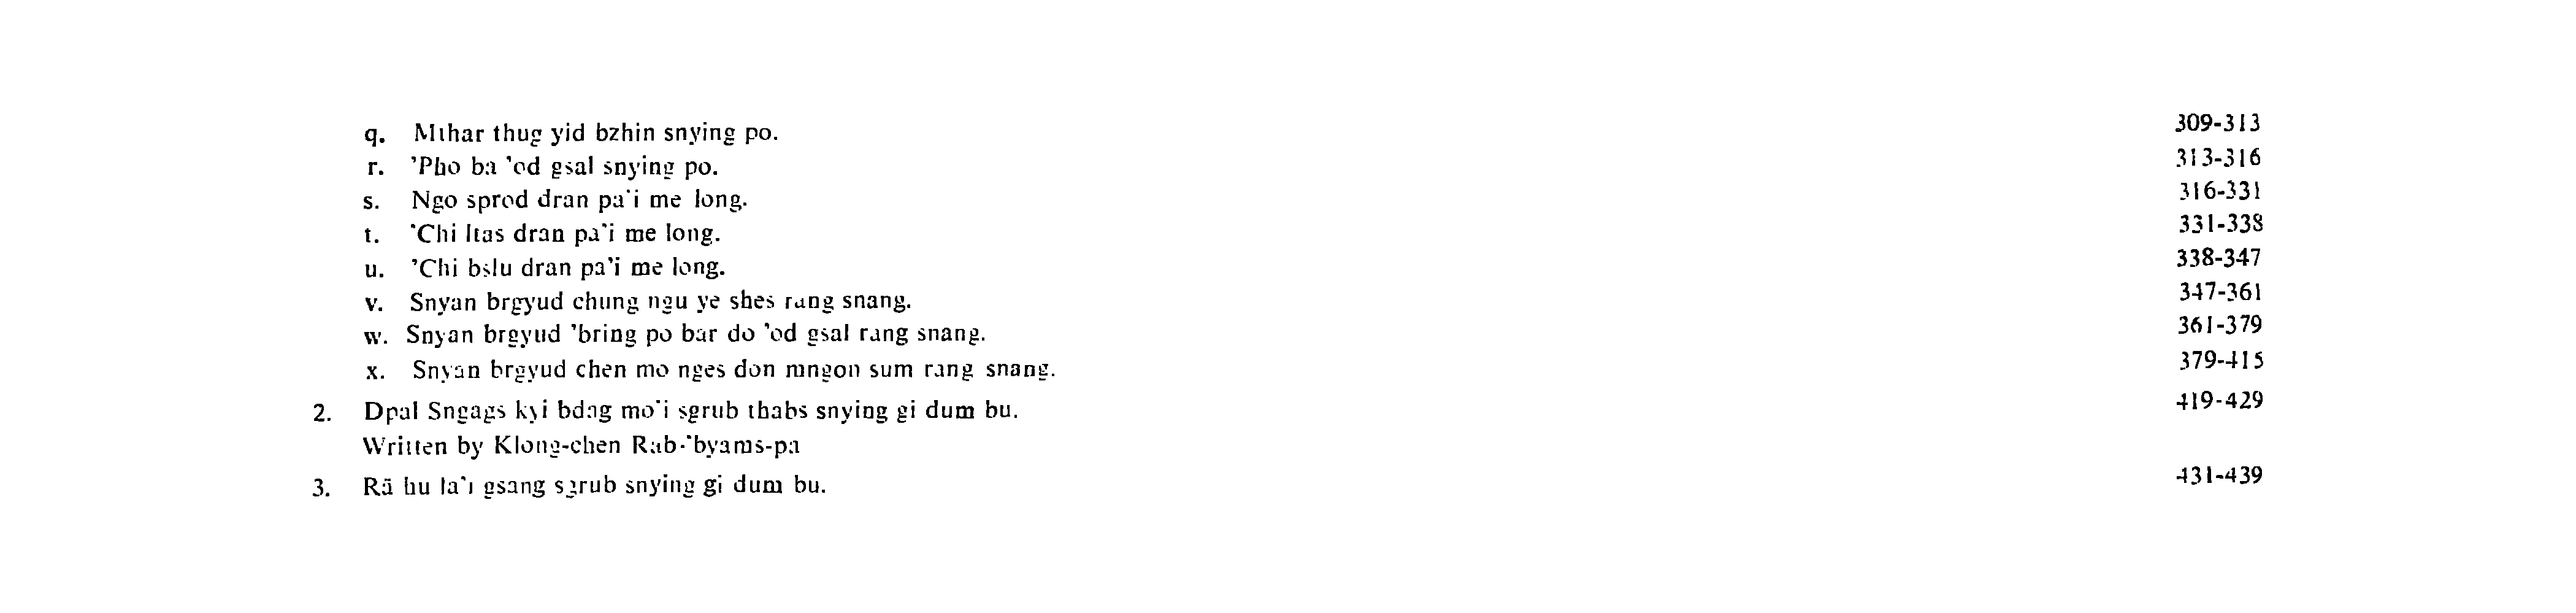 q. Mthar thug yid bzhin snying po. 309-313
r. 'Pho ba 'od gsal snying po. 313-316
s. Ngo sprod dran pa'i me long. 316-331
t. 'Chi ltas dran pa'i me long. 331-338
u. 'Chi bslu dran pa'i me long. 338-347
v. Snyan brgyud chung ngu ye shes rang snang. 347-361
w. Snyan brgyud 'bring po bar do 'od gsal rang snang. 361-379
x. Snyan brgyud chen mo nges don mngon sum rang snang. 379-415
2. Dpal Sngags kyi bdag mo'i sgrub thabs snying gi dum bu. 419-429
Written by Klong-chen Rab-'byams-pa
3. Rā hu la'i gsang sgrub snying gi dum bu. 431-439